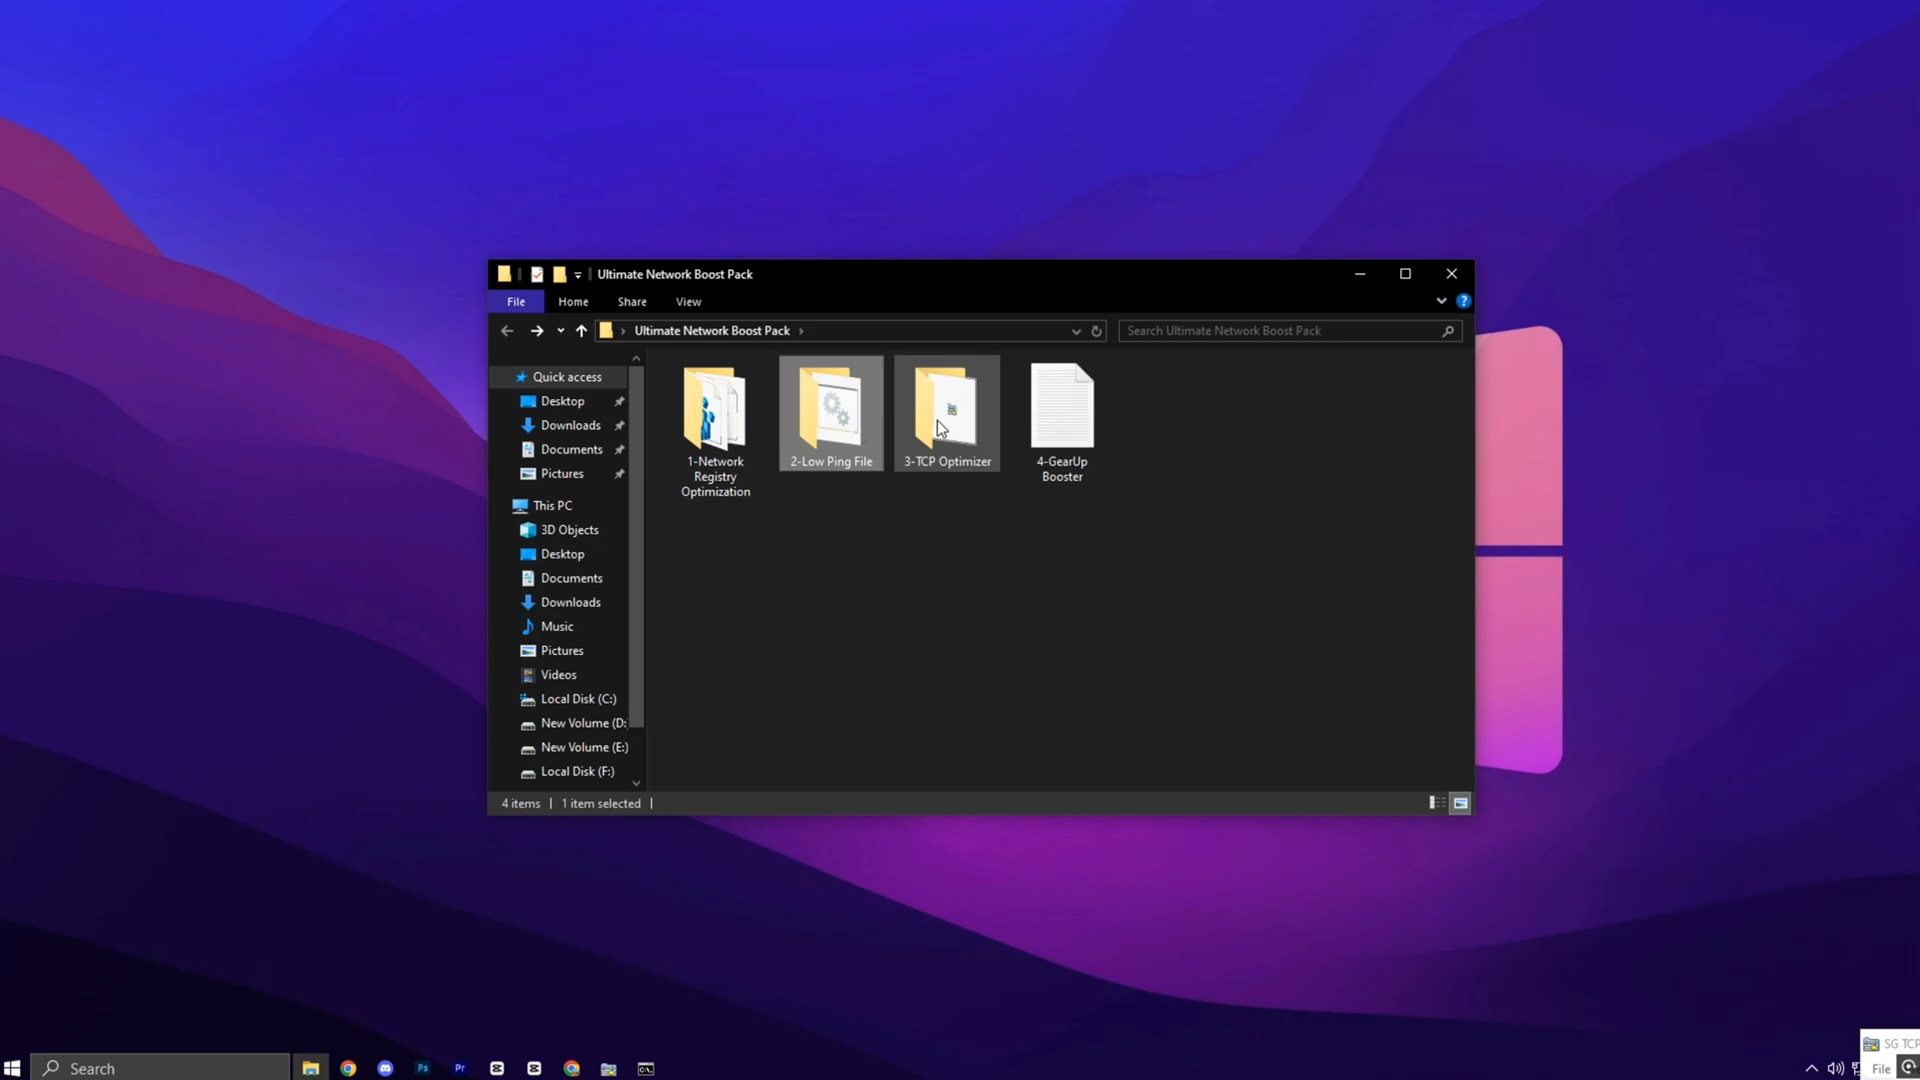 Ultimate Network Boost Pack
File Home Share View
Ultimate Network Boost Pack
Search Ultimate Network Boost Pack
Quick access
Desktop
Downloads
Documents
Pictures
This PC
3D Objects
Desktop
Documents
Downloads
Music
Pictures
Videos
Local Disk (C:)
New Volume (D:
New Volume (E:)
Local Disk (F:)
1-Network
Registry
Optimization
2-Low Ping File
3-TCP Optimizer
4-GearUp
Booster
4 items 1 item selected
SG TCP
File
Search
Ps
Pr